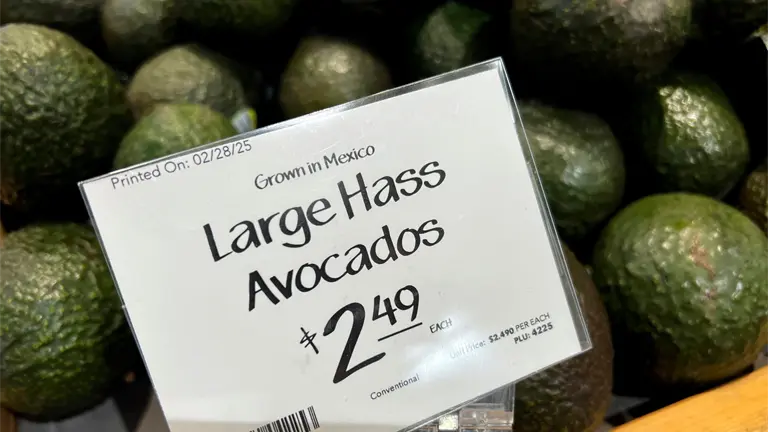 Printed On: 02/28/25
Grown in Mexico
Large Hass
Avocados
$2.49 EACH
Unit Price: $2.490 PER EACH
PLU: 4225
Conventional